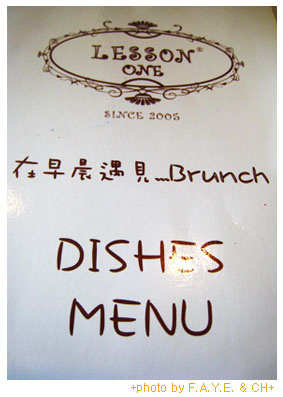 LESSON®
ONE
SINCE 2005
在早晨遇見...Brunch
DISHES
MENU
+photo by F.A.Y.E. & CH+